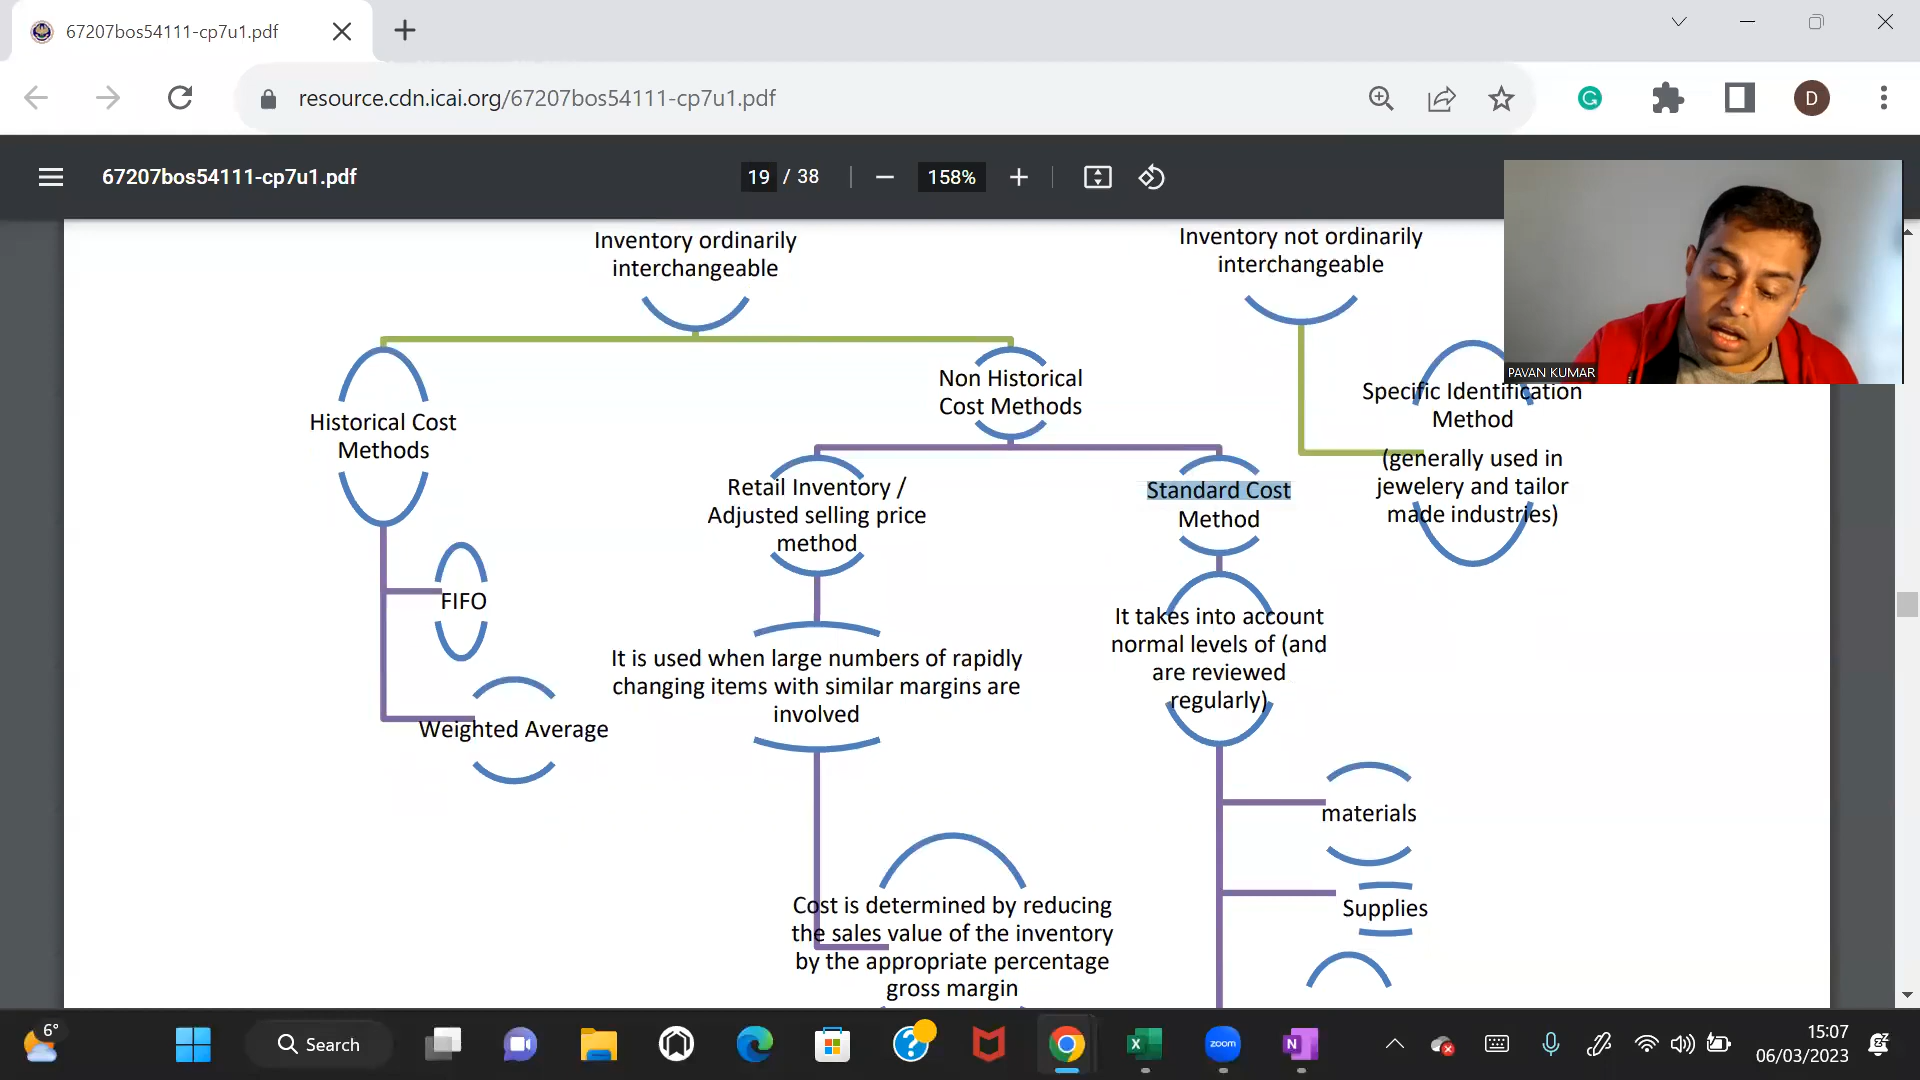 67207bos54111-cp7u1.pdf
resource.cdn.icai.org/67207bos54111-cp7u1.pdf
D
67207bos54111-cp7u1.pdf
19 / 38
158%
PAVAN KUMAR
Inventory ordinarily
interchangeable
Inventory not ordinarily
interchangeable
Historical Cost
Methods
Non Historical
Cost Methods
Specific Identification
Method
(generally used in
jewelery and tailor
made industries)
Retail Inventory /
Adjusted selling price
method
Standard Cost
Method
FIFO
Weighted Average
It is used when large numbers of rapidly
changing items with similar margins are
involved
It takes into account
normal levels of (and
are reviewed
regularly)
materials
Supplies
Cost is determined by reducing
the sales value of the inventory
by the appropriate percentage
gross margin
6°
Search
zoom
15:07
06/03/2023